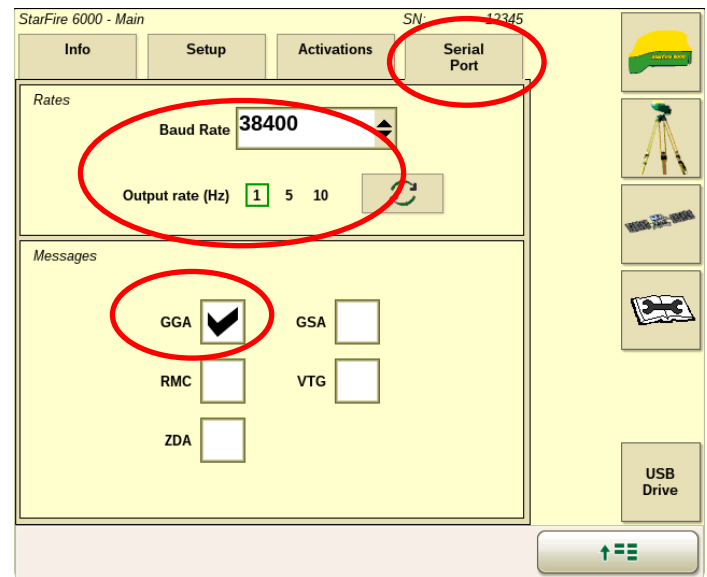 StarFire 6000 - Main SN: 12345
Info Setup Activations Serial Port
Rates
Baud Rate 38400
Output rate (Hz) 1 5 10
Messages
GGA GSA
RMC VTG
ZDA
USB
Drive